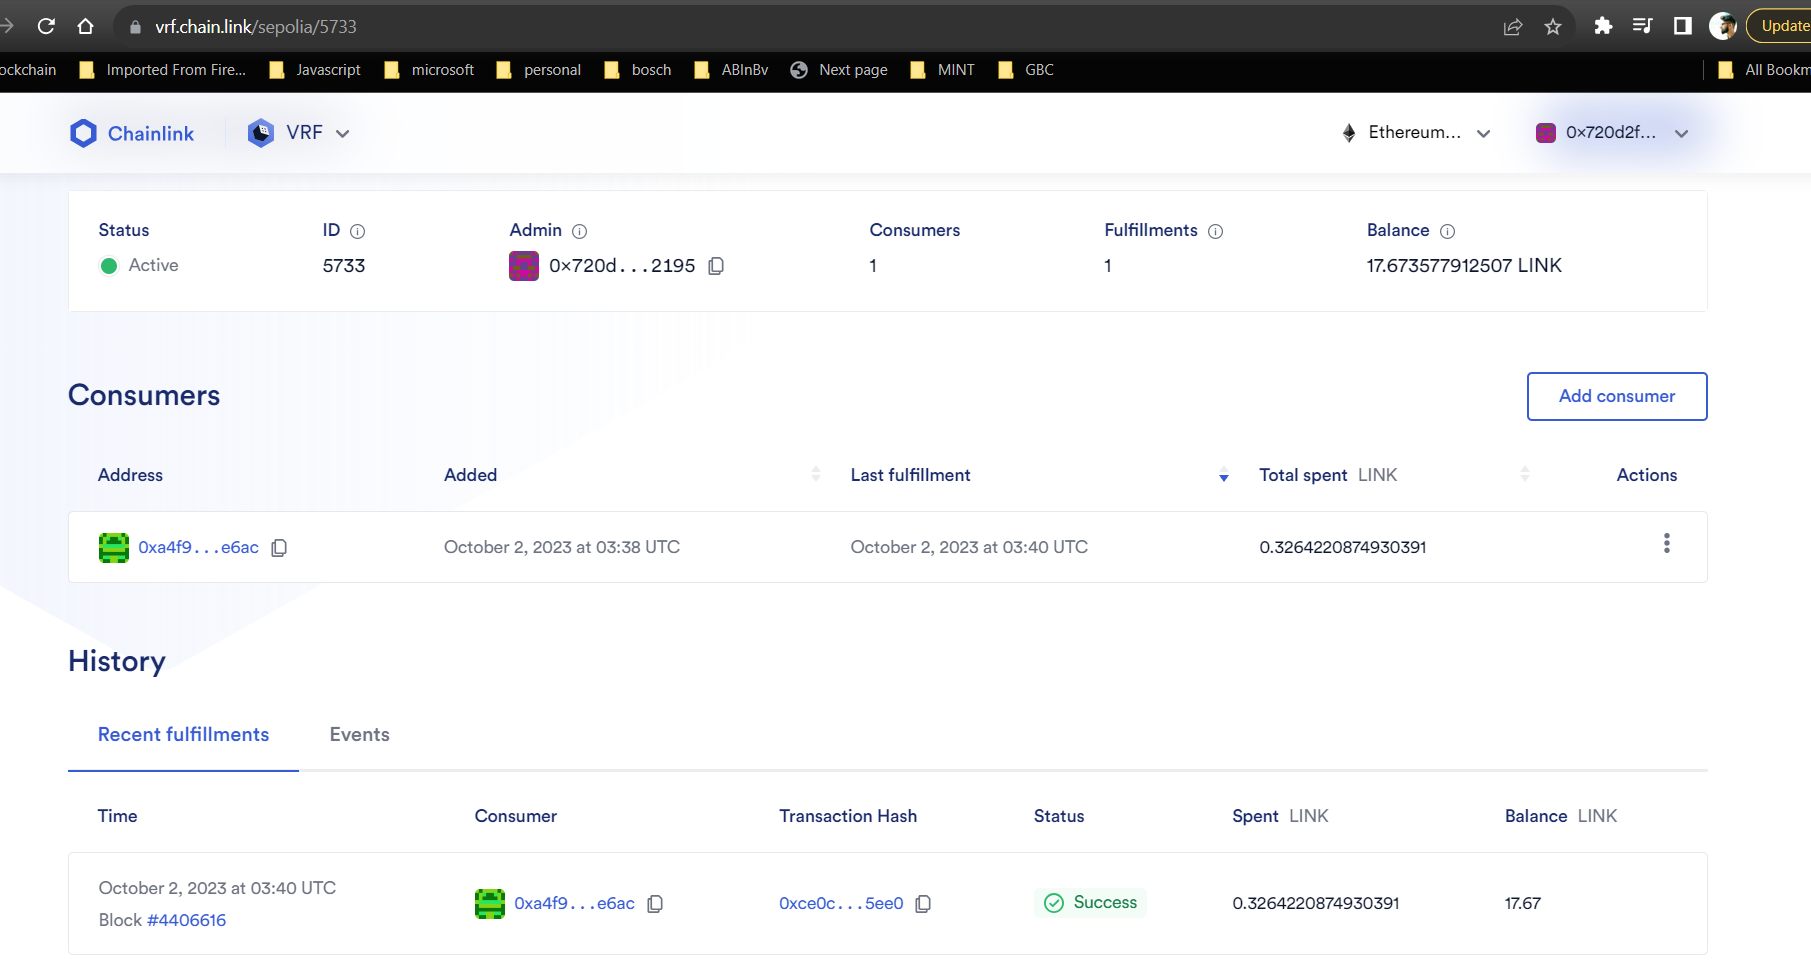 vrf.chain.link/sepolia/5733
Update
ockchain Imported From Fire... Javascript microsoft personal bosch ABInBv Next page MINT GBC All Bookm
Chainlink VRF Ethereum... 0x720d2f...
Status ID Admin Consumers Fulfillments Balance
Active 5733 0x720d...2195 1 1 17.673577912507 LINK
Consumers
Add consumer
Address Added Last fulfillment Total spent LINK Actions
0xa4f9...e6ac October 2, 2023 at 03:38 UTC October 2, 2023 at 03:40 UTC 0.3264220874930391
History
Recent fulfillments Events
Time Consumer Transaction Hash Status Spent LINK Balance LINK
October 2, 2023 at 03:40 UTC
Block #4406616
0xa4f9...e6ac 0xce0c...5ee0 Success 0.3264220874930391 17.67